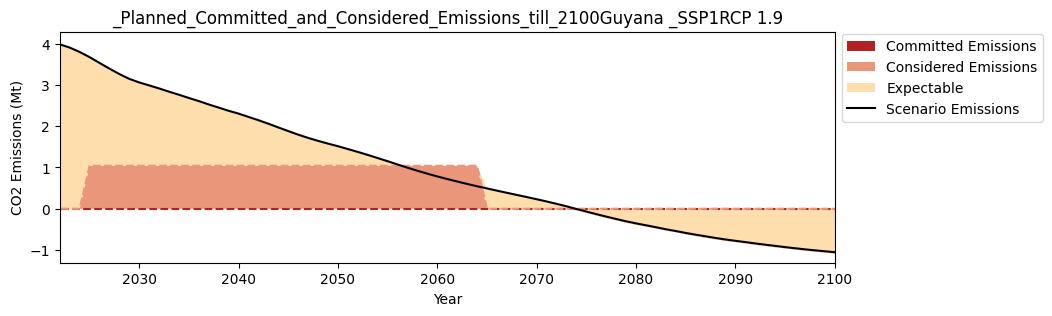 _Planned_Committed_and_Considered_Emissions_till_2100Guyana _SSP1RCP 1.9
Committed Emissions
Considered Emissions
Expectable
Scenario Emissions
CO2 Emissions (Mt)
4
3
2
1
0
−1
2030 2040 2050 2060 2070 2080 2090 2100
Year